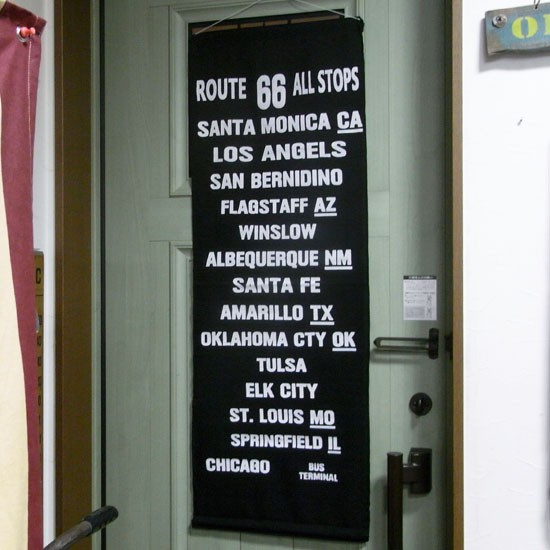 ROUTE 66 ALL STOPS
SANTA MONICA CA
LOS ANGELS
SAN BERNIDINO
FLAGSTAFF AZ
WINSLOW
ALBEQUERQUE NM
SANTA FE
AMARILLO TX
OKLAHOMA CTY OK
TULSA
ELK CITY
ST. LOUIS MO
SPRINGFIELD IL
CHICAGO
BUS
TERMINAL